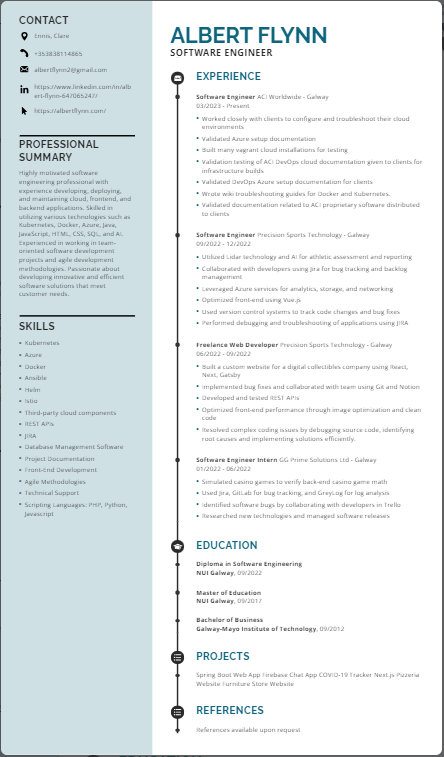 CONTACT
Ennis, Clare
+353838114865
albertflynn2@gmail.com
https://www.linkedin.com/in/alb
ert-flynn-647065247/
https://albertflynn.com/
PROFESSIONAL
SUMMARY
Highly motivated software
engineering professional with
experience developing, deploying,
and maintaining cloud, frontend, and
backend applications. Skilled in
utilizing various technologies such as
Kubernetes, Docker, Azure, Java,
JavaScript, HTML, CSS, SQL, and AI.
Experienced in working in team-
oriented software development
projects and agile development
methodologies. Passionate about
developing innovative and efficient
software solutions that meet
customer needs.
SKILLS
• Kubernetes
• Azure
• Docker
• Ansible
• Helm
• Istio
• Third-party cloud components
• REST APIs
• JIRA
• Database Management Software
• Project Documentation
• Front-End Development
• Agile Methodologies
• Technical Support
• Scripting Languages: PHP, Python,
Javascript
ALBERT FLYNN
SOFTWARE ENGINEER
EXPERIENCE
Software Engineer ACI Worldwide - Galway
03/2023 - Present
• Worked closely with clients to configure and troubleshoot their cloud
environments
• Validated Azure setup documentation
• Built many vagrant cloud installations for testing
• Validation testing of ACI DevOps cloud documentation given to clients for
infrastructure builds
• Validated DevOps Azure setup documentation for clients
• Wrote wiki troubleshooting guides for Docker and Kubernetes.
• Validated documentation related to ACI proprietary software distributed
to clients
Software Engineer Precision Sports Technology - Galway
09/2022 - 12/2022
• Utilized Lidar technology and AI for athletic assessment and reporting
• Collaborated with developers using Jira for bug tracking and backlog
management
• Leveraged Azure services for analytics, storage, and networking
• Optimized front-end using Vue.js
• Used version control systems to track code changes and bug fixes
• Performed debugging and troubleshooting of applications using JIRA
Freelance Web Developer Precision Sports Technology - Galway
06/2022 - 09/2022
• Built a custom website for a digital collectibles company using React,
Next, Gatsby
• Implemented bug fixes and collaborated with team using Git and Notion
• Developed and tested REST APIs
• Optimized front-end performance through image optimization and clean
code
• Resolved complex coding issues by debugging source code, identifying
root causes and implementing solutions efficiently.
Software Engineer Intern GG Prime Solutions Ltd - Galway
01/2022 - 06/2022
• Simulated casino games to verify back-end casino game math
• Used Jira, GitLab for bug tracking, and GreyLog for log analysis
• Identified software bugs by collaborating with developers in Trello
• Researched new technologies and managed software releases
EDUCATION
Diploma in Software Engineering
NUI Galway, 09/2022
Master of Education
NUI Galway, 09/2017
Bachelor of Business
Galway-Mayo Institute of Technology, 09/2012
PROJECTS
Spring Boot Web App Firebase Chat App COVID-19 Tracker Next.js Pizzeria
Website Furniture Store Website
REFERENCES
References available upon request